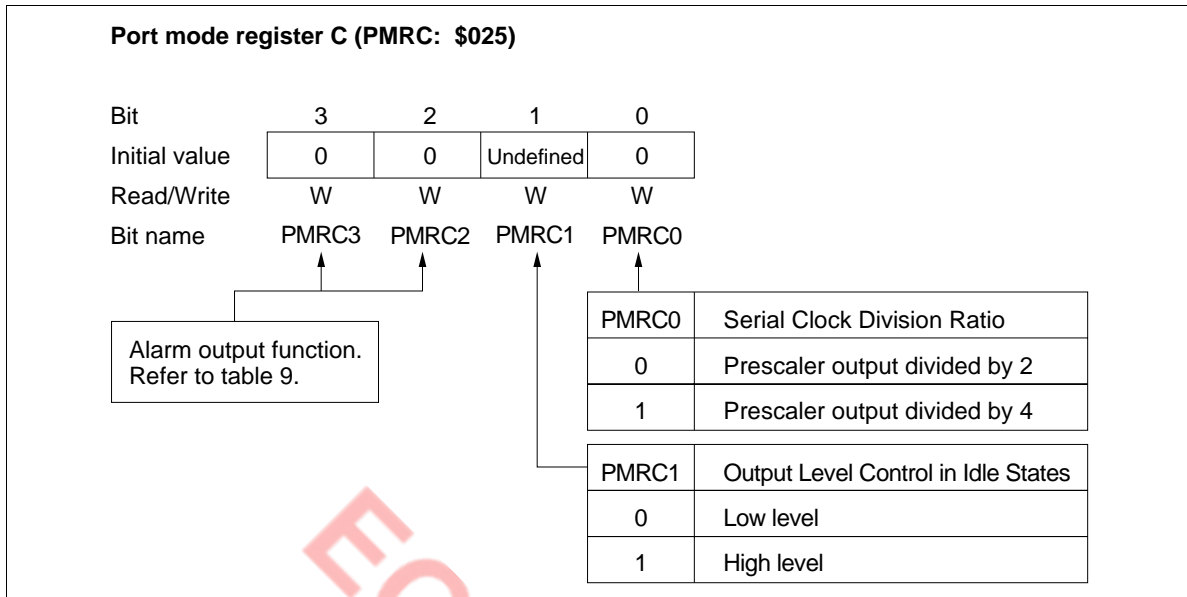 Port mode register C (PMRC: $025)
Bit 3 2 1 0
Initial value 0 0 Undefined 0
Read/Write W W W W
Bit name PMRC3 PMRC2 PMRC1 PMRC0
Alarm output function.
Refer to table 9.
PMRC0 Serial Clock Division Ratio
0 Prescaler output divided by 2
1 Prescaler output divided by 4
PMRC1 Output Level Control in Idle States
0 Low level
1 High level